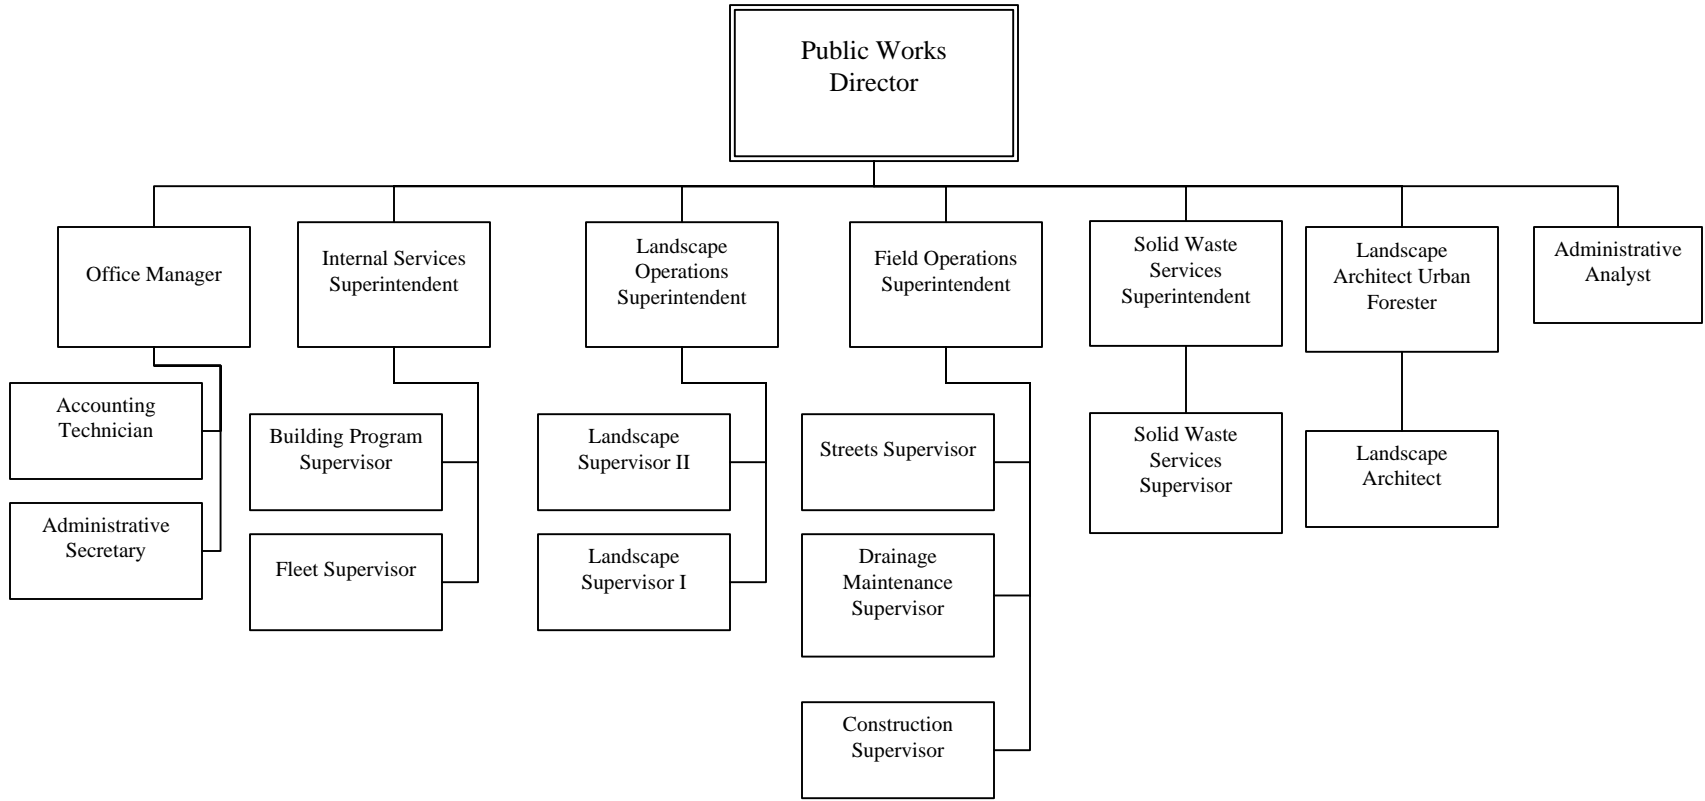 Public Works
Director
Office Manager
Internal Services
Superintendent
Landscape
Operations
Superintendent
Field Operations
Superintendent
Solid Waste
Services
Superintendent
Landscape
Architect Urban
Forester
Administrative
Analyst
Accounting
Technician
Administrative
Secretary
Building Program
Supervisor
Fleet Supervisor
Landscape
Supervisor II
Landscape
Supervisor I
Streets Supervisor
Drainage
Maintenance
Supervisor
Construction
Supervisor
Solid Waste
Services
Supervisor
Landscape
Architect